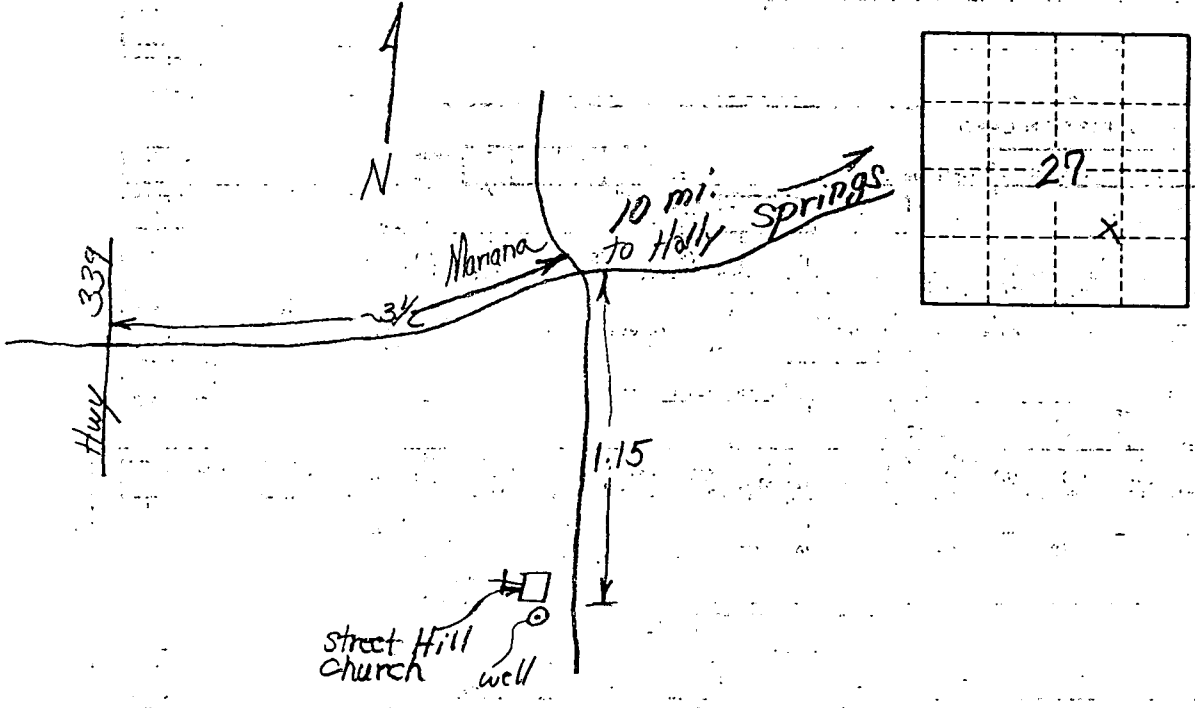 N
27
X
10 mi.
to Holly Springs
Mariana
339
Hwy
~3½
1.15
Street Hill
Church
well